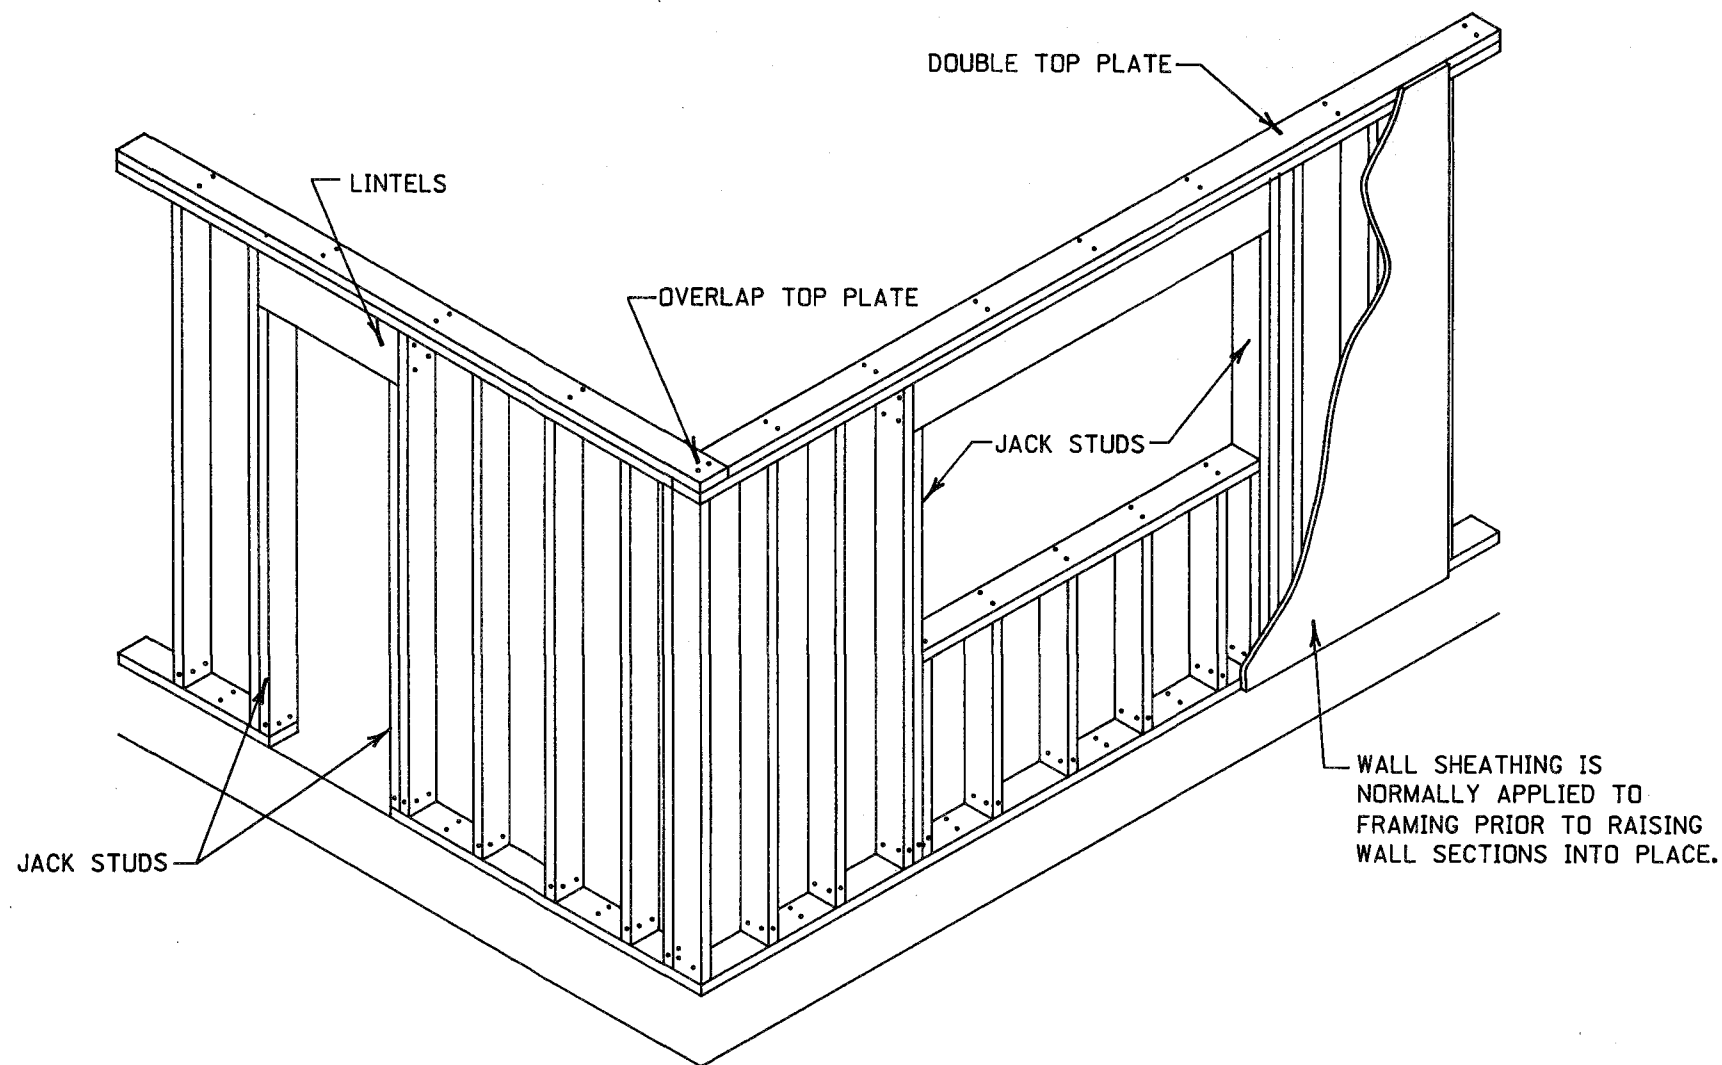 DOUBLE TOP PLATE
LINTELS
OVERLAP TOP PLATE
JACK STUDS
WALL SHEATHING IS
NORMALLY APPLIED TO
FRAMING PRIOR TO RAISING
WALL SECTIONS INTO PLACE.
JACK STUDS